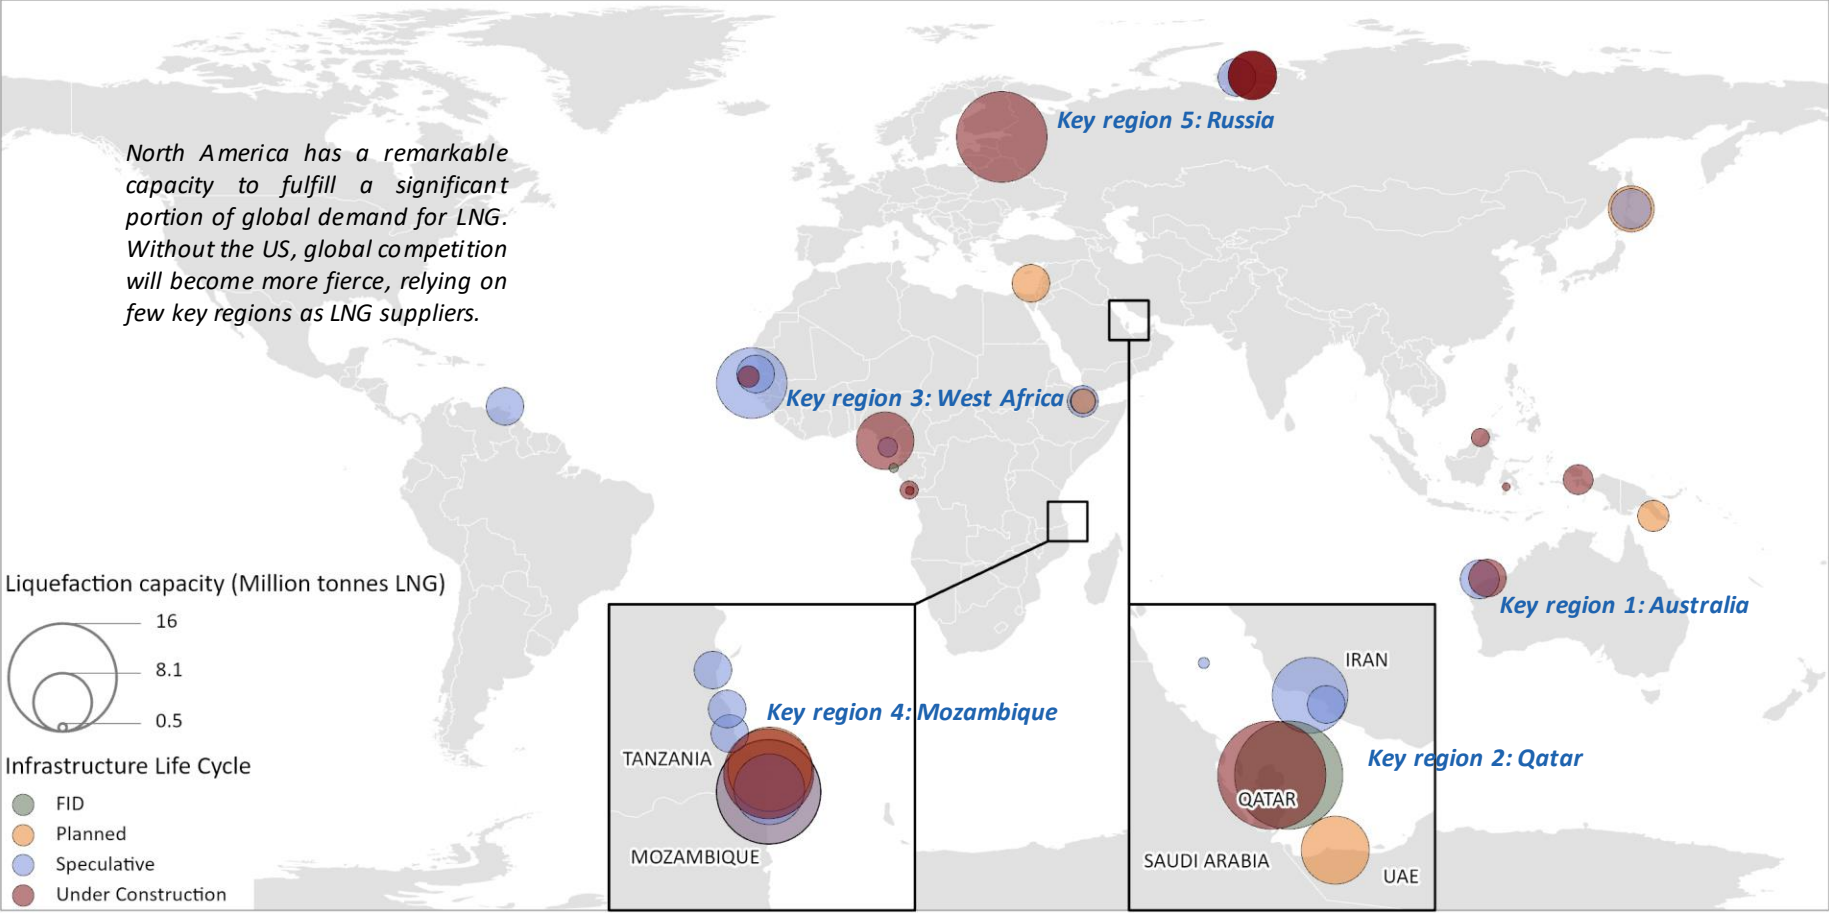 Key region 5: Russia
North America has a remarkable
capacity to fulfill a significant
portion of global demand for LNG.
Without the US, global competition
will become more fierce, relying on
few key regions as LNG suppliers.
Key region 3: West Africa
Key region 1: Australia
Liquefaction capacity (Million tonnes LNG)
16
8.1
0.5
Infrastructure Life Cycle
FID
Planned
Speculative
Under Construction
Key region 4: Mozambique
TANZANIA
MOZAMBIQUE
IRAN
Key region 2: Qatar
QATAR
SAUDI ARABIA
UAE